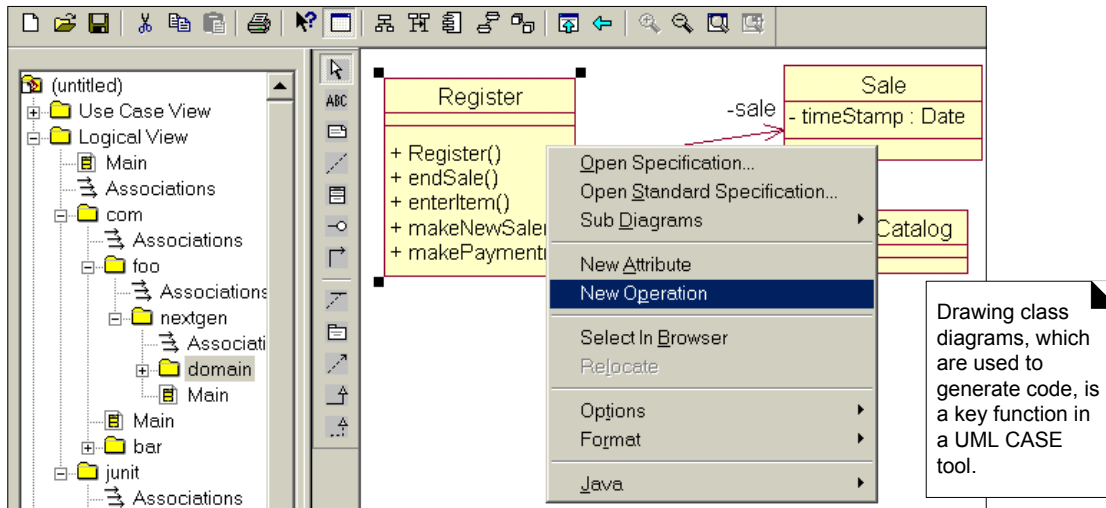 (untitled)
Use Case View
Logical View
Main
Associations
com
Associations
foo
Associations
nextgen
Associati
domain
Main
Main
bar
junit
Associations
ABC
Register
+ Register()
+ endSale()
+ enterItem()
+ makeNewSale(
+ makePayment(
-sale
Sale
- timeStamp : Date
Catalog
Open Specification...
Open Standard Specification...
Sub Diagrams
New Attribute
New Operation
Select In Browser
Relocate
Options
Format
Java
Drawing class
diagrams, which
are used to
generate code, is
a key function in
a UML CASE
tool.